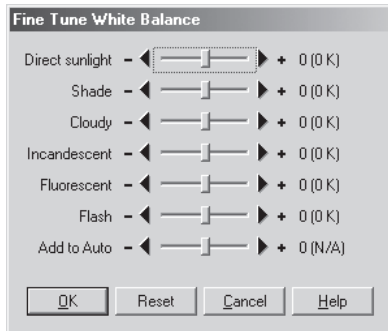 Fine Tune White Balance
Direct sunlight - + 0 (0 K)
Shade - + 0 (0 K)
Cloudy - + 0 (0 K)
Incandescent - + 0 (0 K)
Fluorescent - + 0 (0 K)
Flash - + 0 (0 K)
Add to Auto - + 0 (N/A)
OK Reset Cancel Help